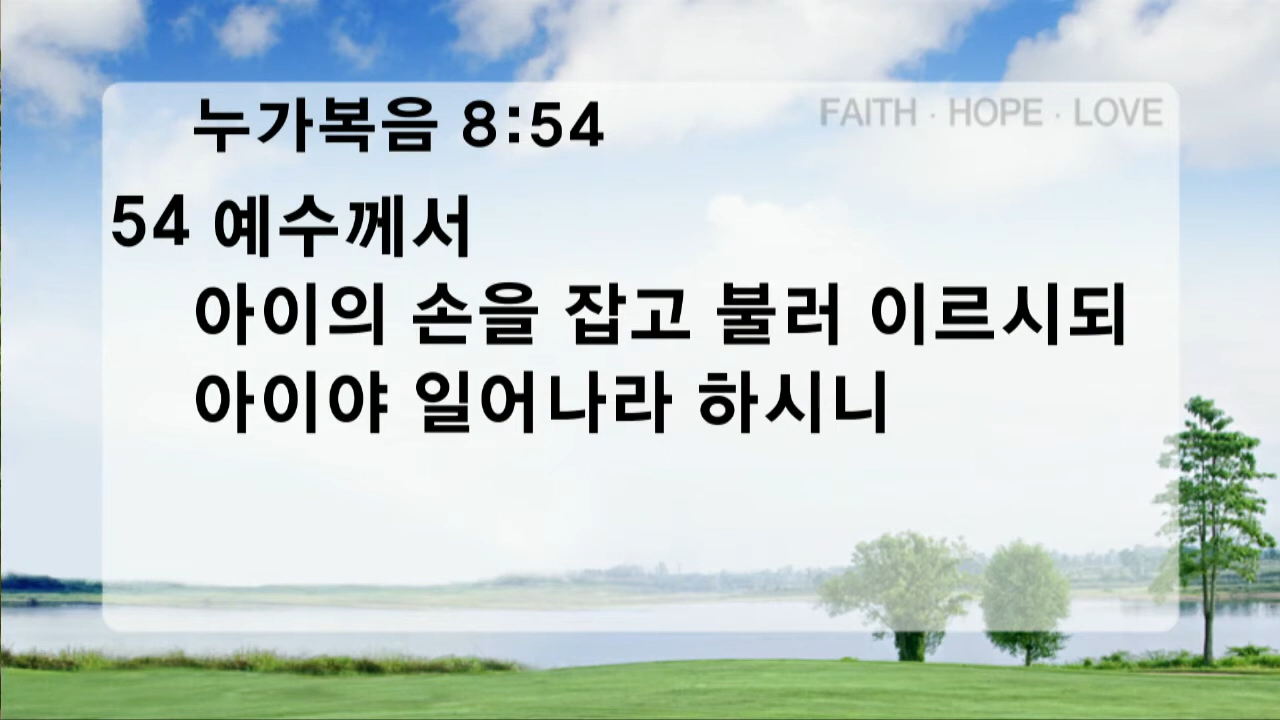 누가복음 8:54
FAITH · HOPE · LOVE
54 예수께서
아이의 손을 잡고 불러 이르시되
아이야 일어나라 하시니